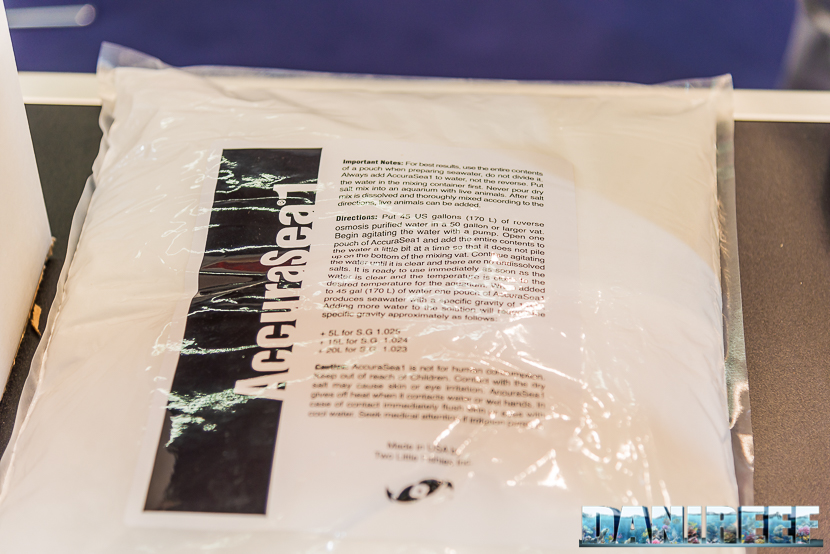 AccuraSea®1
Important Notes: For best results, use the entire contents
of a pouch when preparing seawater, do not divide it.
Always add AccuraSea1 to water, not the reverse. Put
the water in the mixing container first. Never pour dry
salt mix into an aquarium with live animals. After salt
mix is dissolved and thoroughly mixed according to the
directions, live animals can be added.
Directions: Put 45 US gallons (170 L) of reverse
osmosis purified water in a 50 gallon or larger vat.
Begin agitating the water with a pump. Open one
pouch of AccuraSea1 and add the entire contents to
the water a little bit at a time so that it does not pile
up on the bottom of the mixing vat. Continue agitating
the water until it is clear and there are no undissolved
salts. It is ready to use immediately as soon as the
water is clear and the temperature is close to the
desired temperature for the aquarium. When added
to 45 gal (170 L) of water one pouch of AccuraSea1
produces seawater with a specific gravity of
Adding more water to the solution will the
specific gravity approximately as follows:
+ 5L for S.G. 1.025
+ 15L for S.G. 1.024
+ 20L for S.G. 1.023
Caution: AccuraSea1 is not for human consumption.
Keep out of reach of Children. Contact with the dry
salt may cause skin or eye irritation. AccuraSea1
gives off heat when it contacts water or wet hands. In
case of contact immediately flush with
cool water. Seek medical attention if irritation
Made in USA by
Two Little Fishies Inc.
DANIREEF